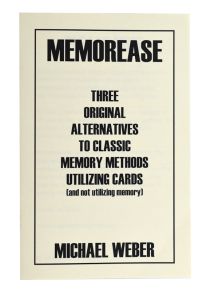 MEMOREASE
THREE
ORIGINAL
ALTERNATIVES
TO CLASSIC
MEMORY METHODS
UTILIZING CARDS
(and not utilizing memory)
MICHAEL WEBER